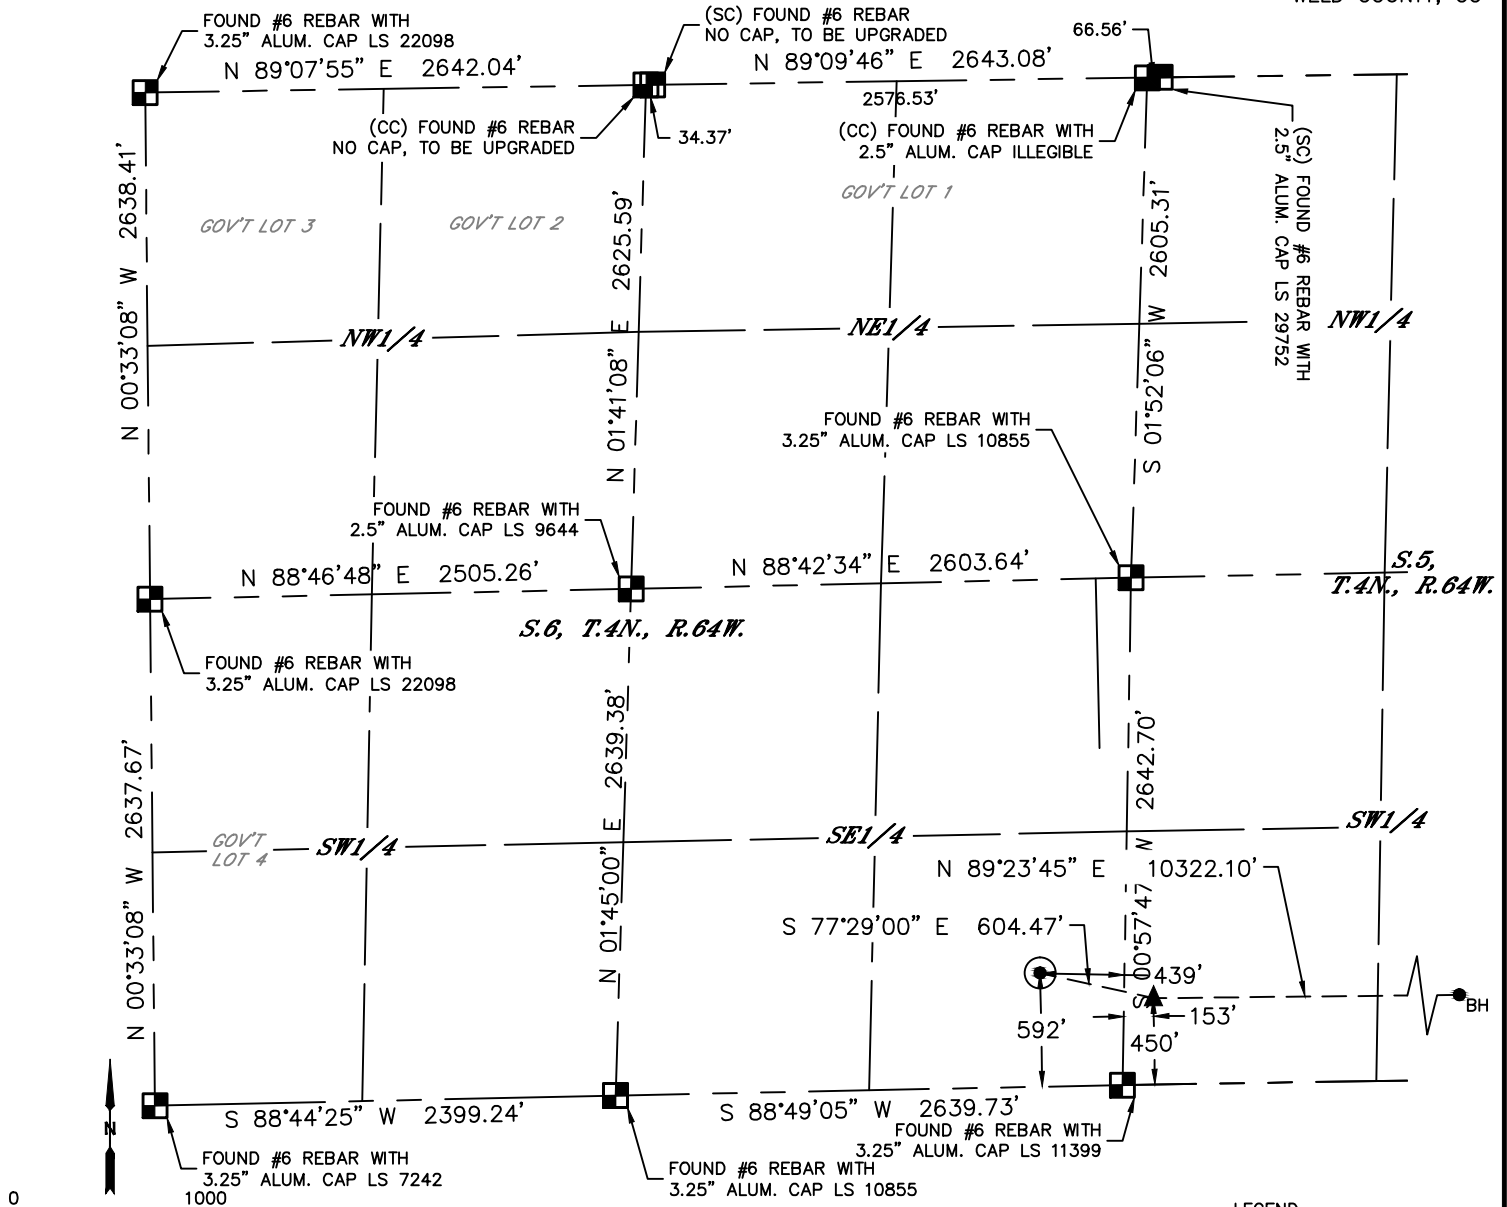 FOUND #6 REBAR WITH
3.25" ALUM. CAP LS 22098
(SC) FOUND #6 REBAR
NO CAP, TO BE UPGRADED
66.56'
N 89°07'55" E 2642.04'
N 89°09'46" E 2643.08'
2576.53'
(CC) FOUND #6 REBAR
NO CAP, TO BE UPGRADED
34.37'
(CC) FOUND #6 REBAR WITH
2.5" ALUM. CAP ILLEGIBLE
(SC) FOUND #6 REBAR WITH
2.5" ALUM. CAP LS 29752
N 00°33'08" W 2638.41'
GOV'T LOT 3
GOV'T LOT 2
GOV'T LOT 1
N 01°41'08" E 2625.59'
S 01°52'06" W 2605.31'
NW1/4
NE1/4
NW1/4
FOUND #6 REBAR WITH
3.25" ALUM. CAP LS 10855
FOUND #6 REBAR WITH
2.5" ALUM. CAP LS 9644
N 88°46'48" E 2505.26'
N 88°42'34" E 2603.64'
S.5,
T.4N., R.64W.
S.6, T.4N., R.64W.
FOUND #6 REBAR WITH
3.25" ALUM. CAP LS 22098
N 00°33'08" W 2637.67'
N 01°45'00" E 2639.38'
S 00°57'47 W 2642.70'
GOV'T
LOT 4
SW1/4
SE1/4
SW1/4
N 89°23'45" E 10322.10'
S 77°29'00" E 604.47'
439'
153'
592'
450'
BH
N
S 88°44'25" W 2399.24'
S 88°49'05" W 2639.73'
FOUND #6 REBAR WITH
3.25" ALUM. CAP LS 11399
FOUND #6 REBAR WITH
3.25" ALUM. CAP LS 7242
FOUND #6 REBAR WITH
3.25" ALUM. CAP LS 10855
0 1000